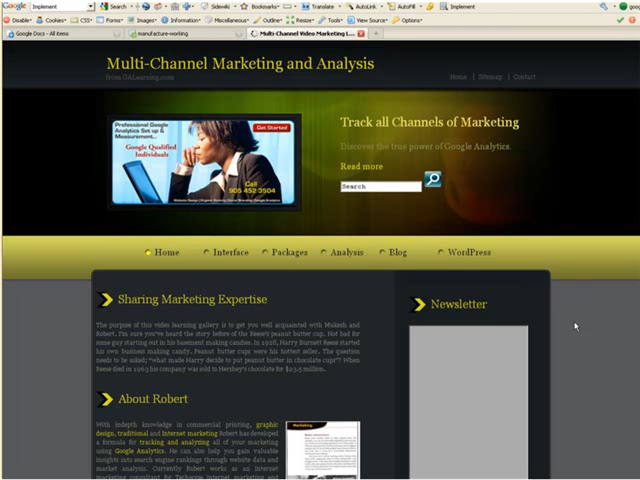 Google Implement Search Sidewiki Bookmarks Translate AutoLink AutoFill Implement
Disable Cookies CSS Forms Images Information Miscellaneous Outline Resize Tools View Source Options
Google Docs - All items manufacture-working Multi-Channel Video Marketing I...
Multi-Channel Marketing and Analysis
from GALearning.com
Home | Sitemap | Contact
Professional Google
Analytics Set up &
Measurement...
Get Started
Google Qualified
Individuals
Call
905 452 3504
Track all Channels of Marketing
Discover the true power of Google Analytics.
Read more
Search
Home Interface Packages Analysis Blog WordPress
Sharing Marketing Expertise
The purpose of this video learning gallery is to get you well acquainted with Mukesh and
Robert. I'm sure you've heard the story before of the Reese's peanut butter cup. Not bad for
some guy starting out in his basement making candies. In 1928, Harry Burnett Reese started
his own business making candy. Peanut butter cups were his hottest seller. The question
needs to be asked; "what made Harry decide to put peanut butter in chocolate cups"? When
Reese died in 1963 his company was sold to Hershey's chocolate for $23.5 million.
Newsletter
About Robert
With indepth knowledge in commercial printing, graphic
design, traditional and internet marketing Robert has developed
a formula for tracking and analyzing all of your marketing
using Google Analytics. He can also help you gain valuable
insights into search engine rankings through website data and
market analysis. Currently Robert works as an internet
marketing consultant for Tachyone Internet marketing and
Marketing